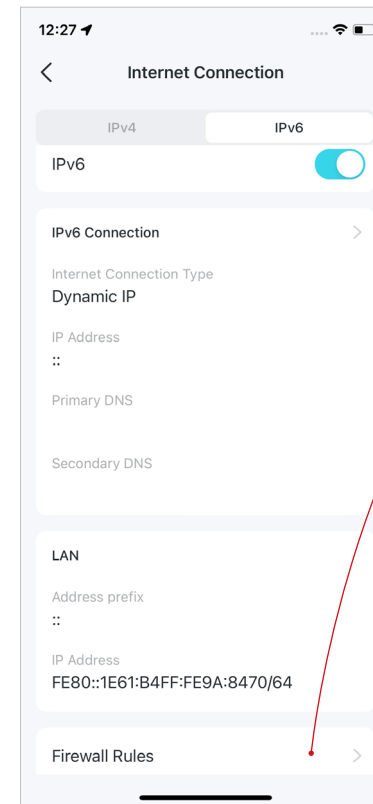 12:27
Internet Connection
IPv4 IPv6
IPv6
IPv6 Connection
Internet Connection Type
Dynamic IP
IP Address
::
Primary DNS
Secondary DNS
LAN
Address prefix
::
IP Address
FE80::1E61:B4FF:FE9A:8470/64
Firewall Rules